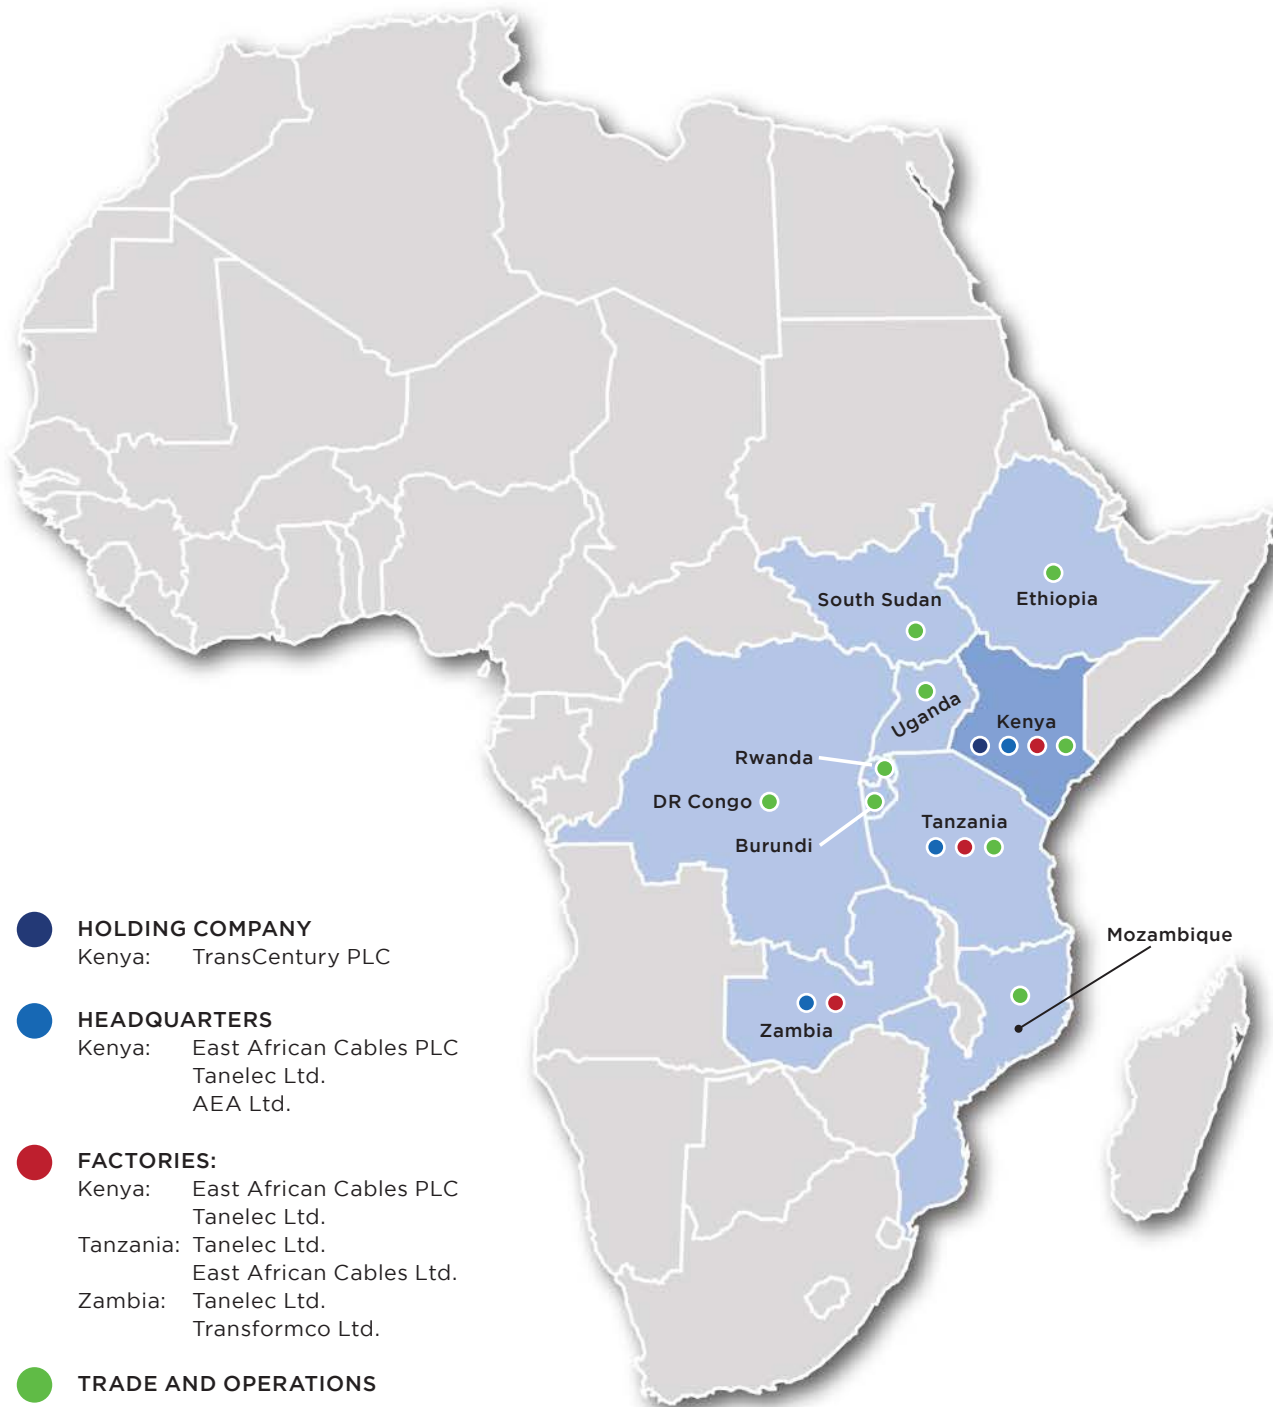 South Sudan
Ethiopia
Uganda
Kenya
Rwanda
DR Congo
Burundi
Tanzania
Mozambique
Zambia
HOLDING COMPANY
Kenya: TransCentury PLC
HEADQUARTERS
Kenya: East African Cables PLC
Tanelec Ltd.
AEA Ltd.
FACTORIES:
Kenya: East African Cables PLC
Tanelec Ltd.
Tanzania: Tanelec Ltd.
East African Cables Ltd.
Zambia: Tanelec Ltd.
Transformco Ltd.
TRADE AND OPERATIONS